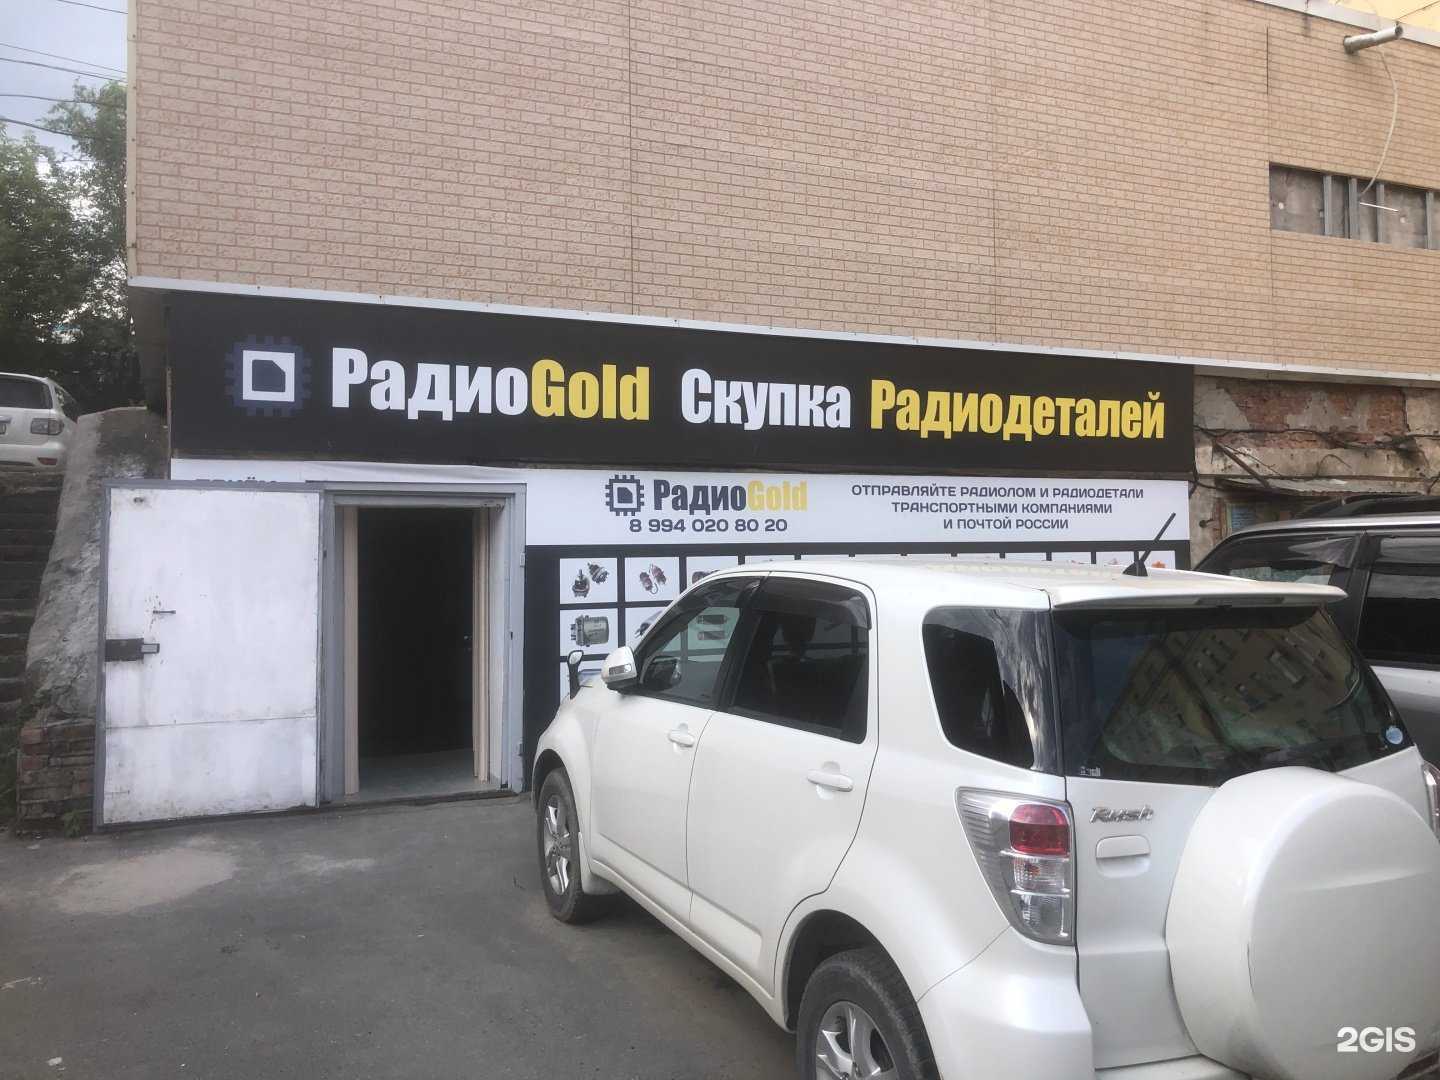 РадиоGold Скупка Радиодеталей
РадиоGold
8 994 020 80 20
ОТПРАВЛЯЙТЕ РАДИОЛОМ И РАДИОДЕТАЛИ
ТРАНСПОРТНЫМИ КОМПАНИЯМИ
И ПОЧТОЙ РОССИИ
Rush
2GIS